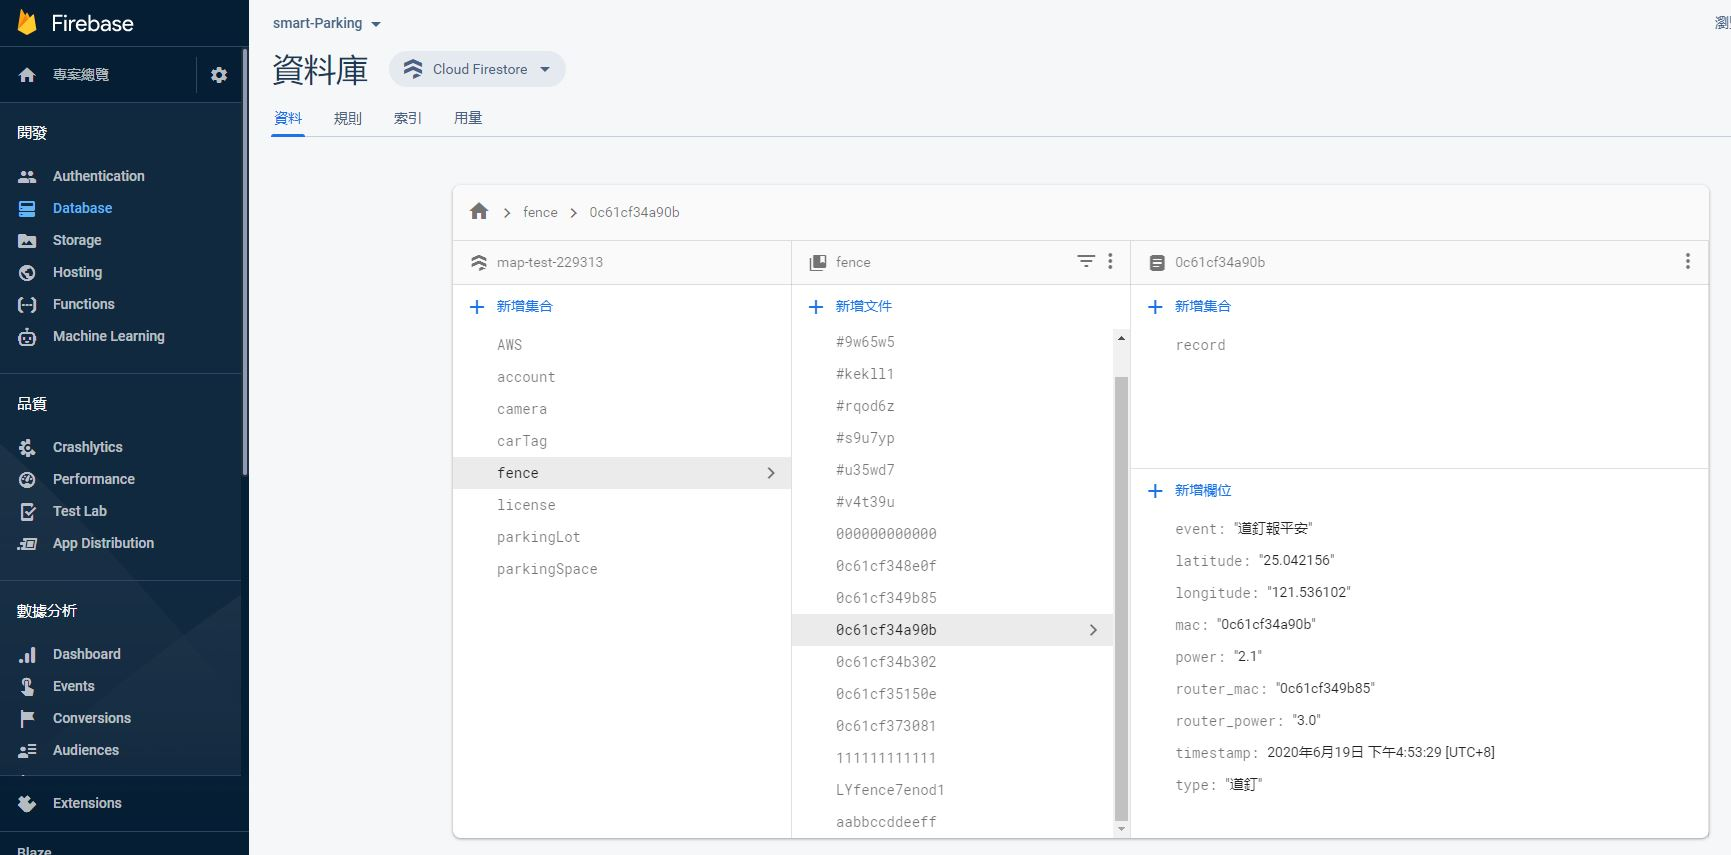 Firebase
專案總覽
開發
Authentication
Database
Storage
Hosting
Functions
Machine Learning
品質
Crashlytics
Performance
Test Lab
App Distribution
數據分析
Dashboard
Events
Conversions
Audiences
Extensions
Blaze
smart-Parking
資料庫
Cloud Firestore
資料 規則 索引 用量
fence 0c61cf34a90b
map-test-229313
新增集合
AWS
account
camera
carTag
fence
license
parkingLot
parkingSpace
fence
新增文件
#9w65w5
#kekll1
#rqod6z
#s9u7yp
#u35wd7
#v4t39u
000000000000
0c61cf348e0f
0c61cf349b85
0c61cf34a90b
0c61cf34b302
0c61cf35150e
0c61cf373081
111111111111
LYfence7enod1
aabbccddeeff
0c61cf34a90b
新增集合
record
新增欄位
event: "道釘報平安"
latitude: "25.042156"
longitude: "121.536102"
mac: "0c61cf34a90b"
power: "2.1"
router_mac: "0c61cf349b85"
router_power: "3.0"
timestamp: 2020年6月19日 下午4:53:29 [UTC+8]
type: "道釘"